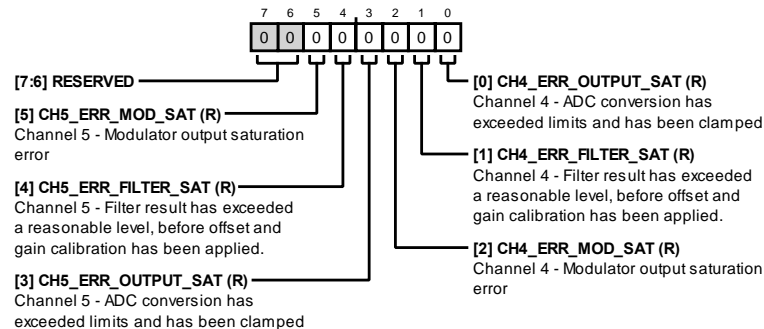 7 6 5 4 3 2 1 0
0 0 0 0 0 0 0 0
[7:6] RESERVED
[5] CH5_ERR_MOD_SAT (R)
Channel 5 - Modulator output saturation
error
[4] CH5_ERR_FILTER_SAT (R)
Channel 5 - Filter result has exceeded
a reasonable level, before offset and
gain calibration has been applied.
[3] CH5_ERR_OUTPUT_SAT (R)
Channel 5 - ADC conversion has
exceeded limits and has been clamped
[0] CH4_ERR_OUTPUT_SAT (R)
Channel 4 - ADC conversion has
exceeded limits and has been clamped
[1] CH4_ERR_FILTER_SAT (R)
Channel 4 - Filter result has exceeded
a reasonable level, before offset and
gain calibration has been applied.
[2] CH4_ERR_MOD_SAT (R)
Channel 4 - Modulator output saturation
error